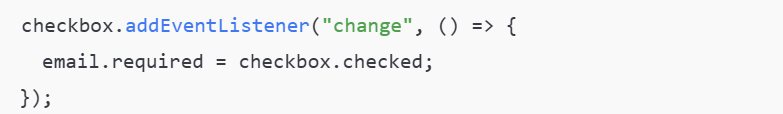 checkbox.addEventListener("change", () => {
  email.required = checkbox.checked;
});